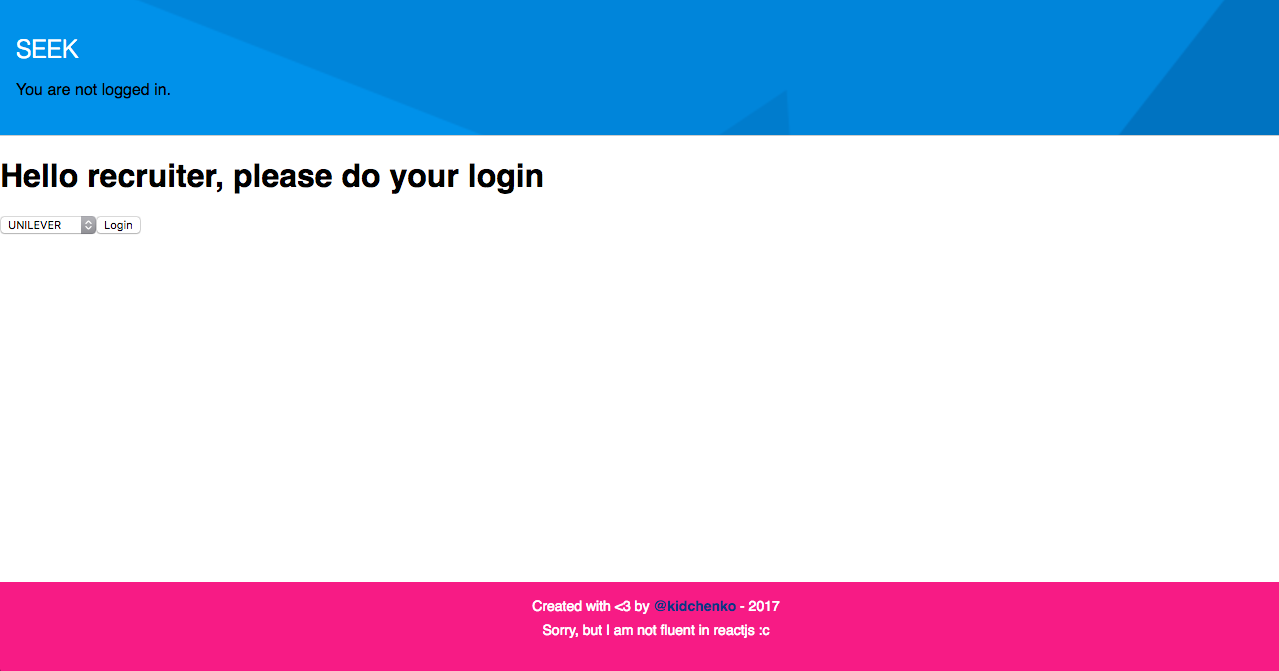 SEEK
You are not logged in.
Hello recruiter, please do your login
UNILEVER Login
Created with <3 by @kidchenko - 2017
Sorry, but I am not fluent in reactjs :c